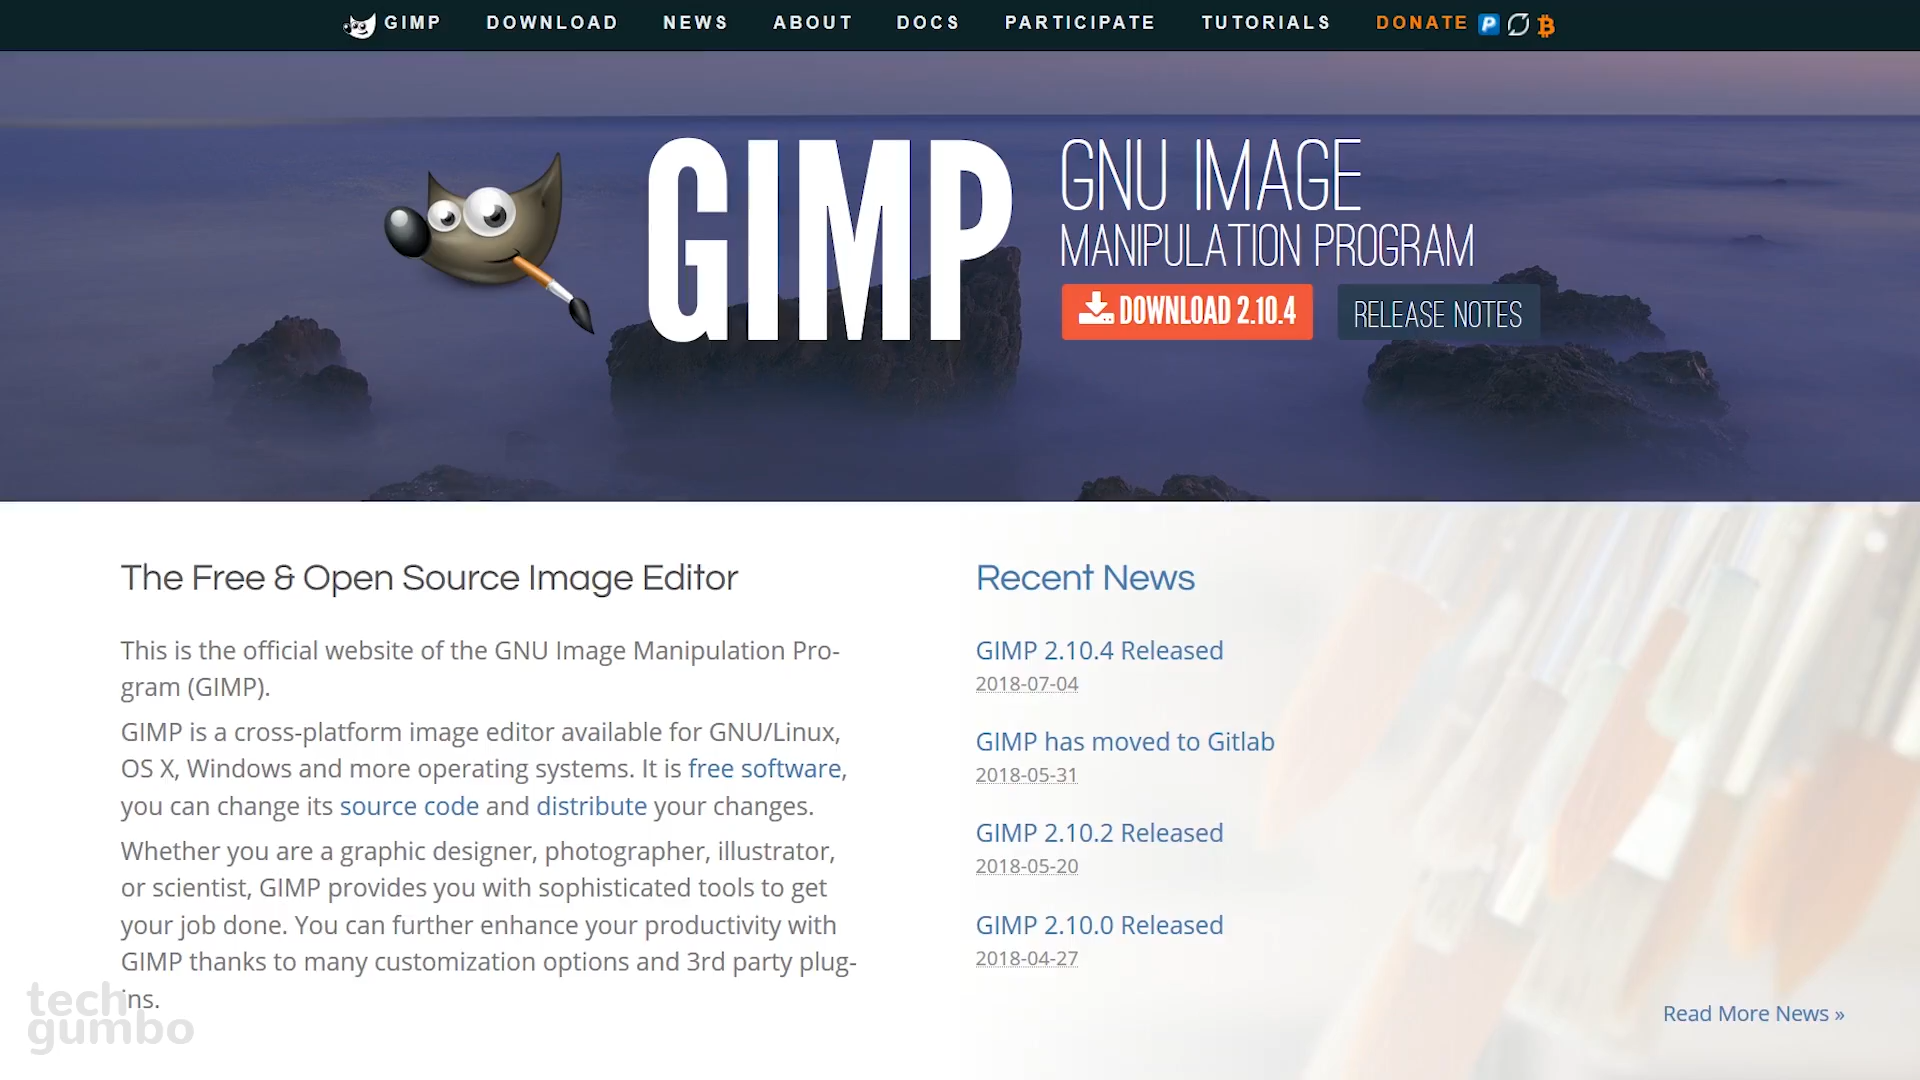 GIMP DOWNLOAD NEWS ABOUT DOCS PARTICIPATE TUTORIALS DONATE
GIMP
GNU IMAGE
MANIPULATION PROGRAM
DOWNLOAD 2.10.4
RELEASE NOTES
The Free & Open Source Image Editor
This is the official website of the GNU Image Manipulation Pro-
gram (GIMP).
GIMP is a cross-platform image editor available for GNU/Linux,
OS X, Windows and more operating systems. It is free software,
you can change its source code and distribute your changes.
Whether you are a graphic designer, photographer, illustrator,
or scientist, GIMP provides you with sophisticated tools to get
your job done. You can further enhance your productivity with
GIMP thanks to many customization options and 3rd party plug-
ins.
Recent News
GIMP 2.10.4 Released
2018-07-04
GIMP has moved to Gitlab
2018-05-31
GIMP 2.10.2 Released
2018-05-20
GIMP 2.10.0 Released
2018-04-27
Read More News »
tech
gumbo